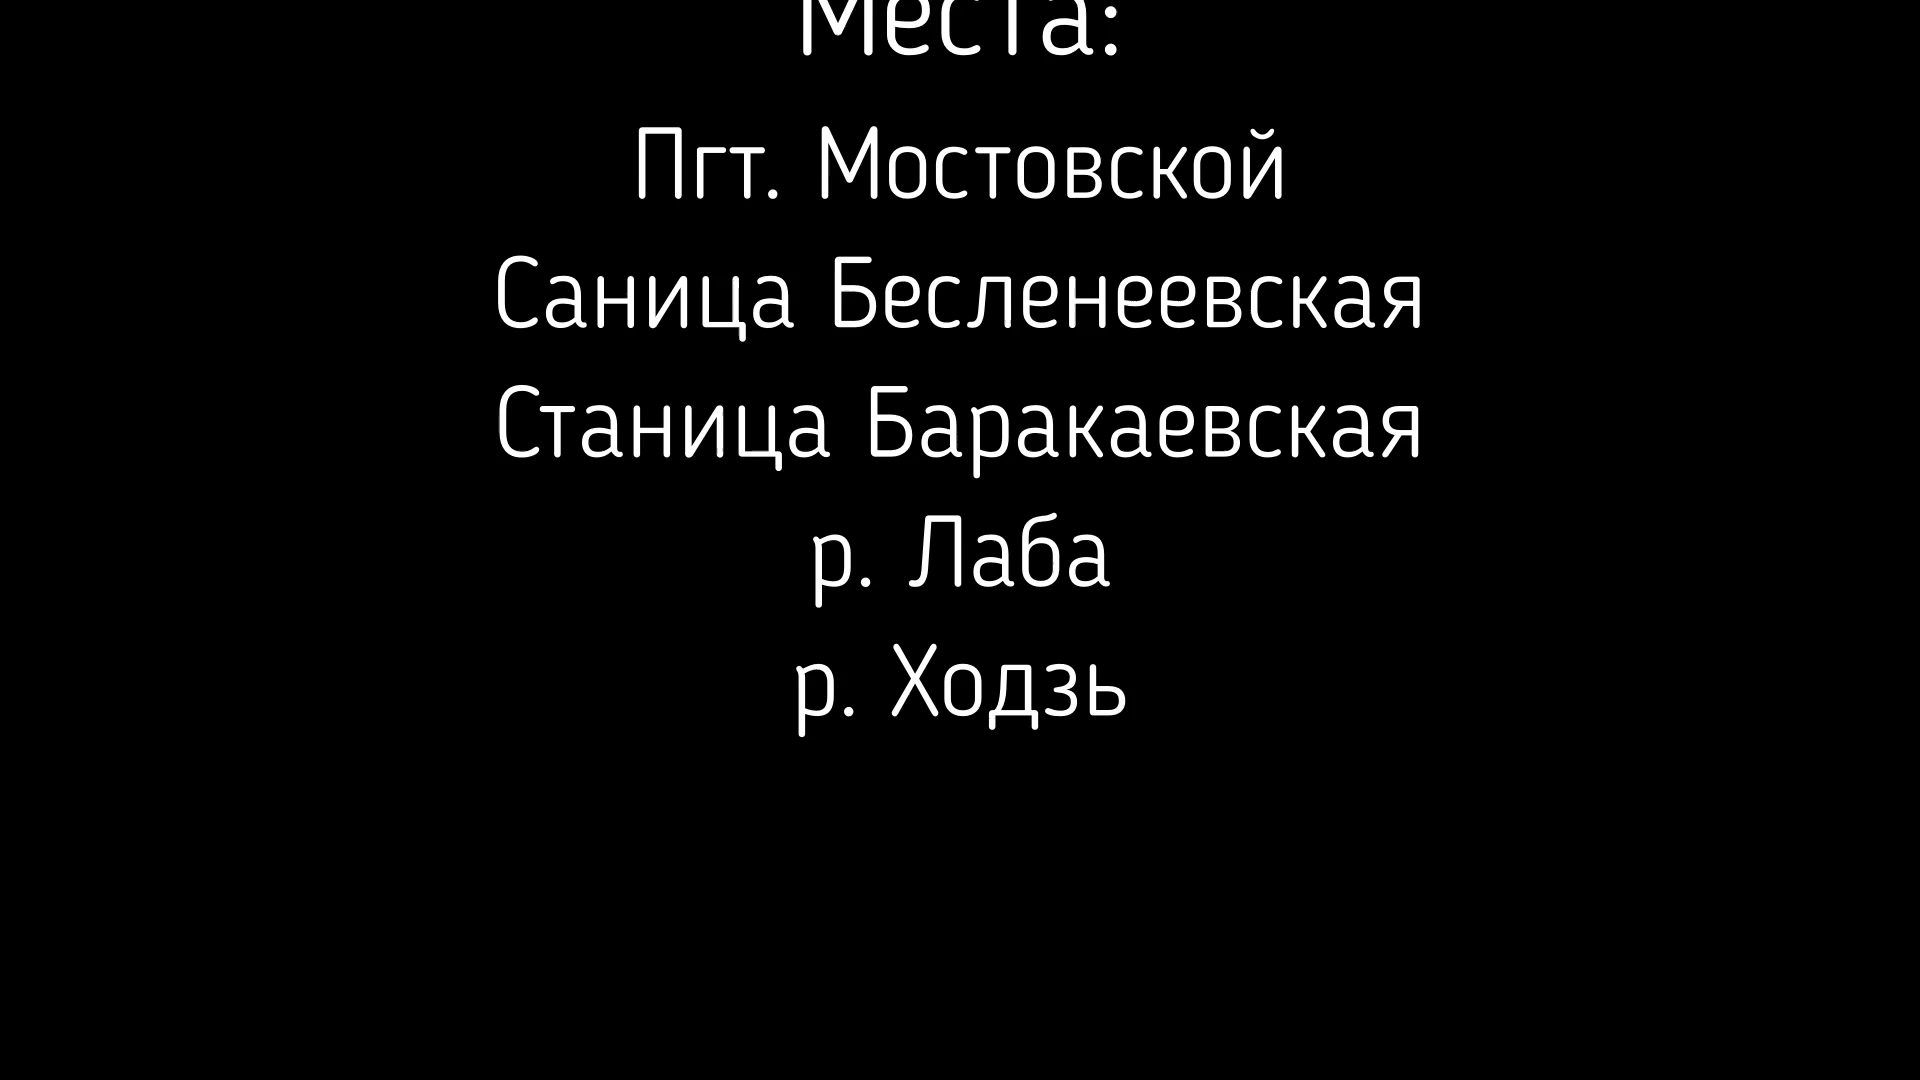 Места:
Пгт. Мостовской
Саница Бесленеевская
Станица Баракаевская
р. Лаба
р. Ходзь